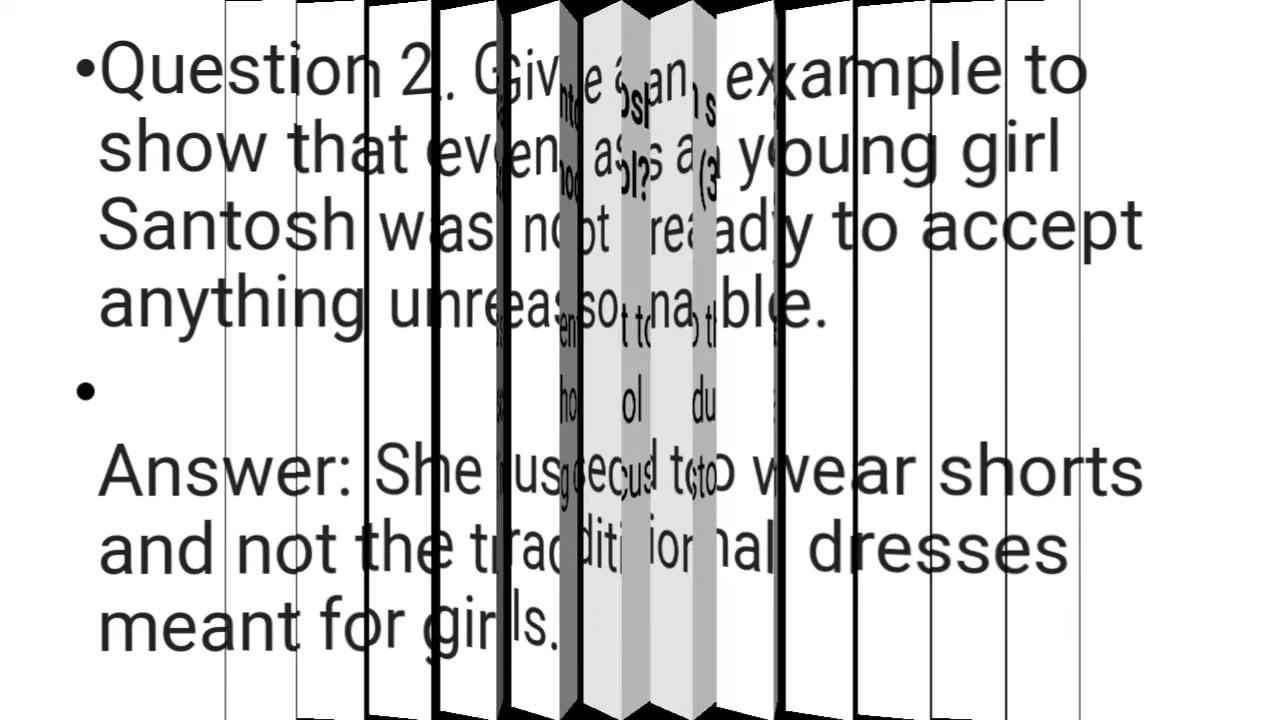 •Question 2. Give an example to
show that even as a young girl
Santosh was not ready to accept
anything unreasonable.
•
Answer: She used to wear shorts
and not the traditional dresses
meant for girls.